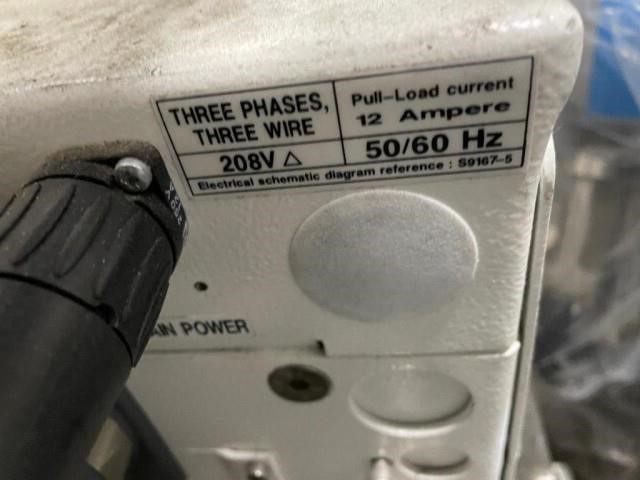 THREE PHASES,
THREE WIRE
208V △
Pull-Load current
12 Ampere
50/60 Hz
Electrical schematic diagram reference : S9167-5
AIN POWER